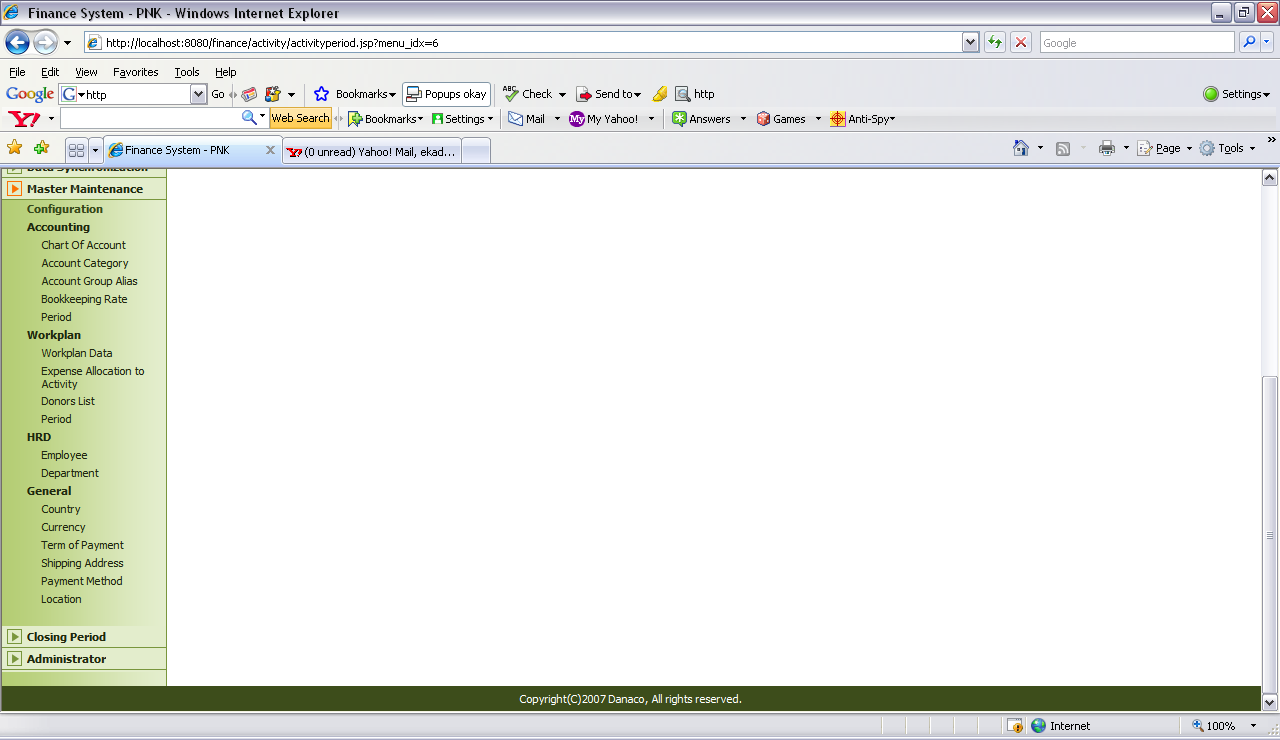 Finance System - PNK - Windows Internet Explorer
http://localhost:8080/finance/activity/activityperiod.jsp?menu_idx=6
Google
File Edit View Favorites Tools Help
Google G http Go Bookmarks Popups okay ABC Check Send to http Settings
Y! Web Search Bookmarks Settings Mail My My Yahoo! Answers Games Anti-Spy
Finance System - PNK (0 unread) Yahoo! Mail, ekad... Page Tools
Data Synchronization
Master Maintenance
Configuration
Accounting
Chart Of Account
Account Category
Account Group Alias
Bookkeeping Rate
Period
Workplan
Workplan Data
Expense Allocation to
Activity
Donors List
Period
HRD
Employee
Department
General
Country
Currency
Term of Payment
Shipping Address
Payment Method
Location
Closing Period
Administrator
Copyright(C)2007 Danaco, All rights reserved.
Internet 100%